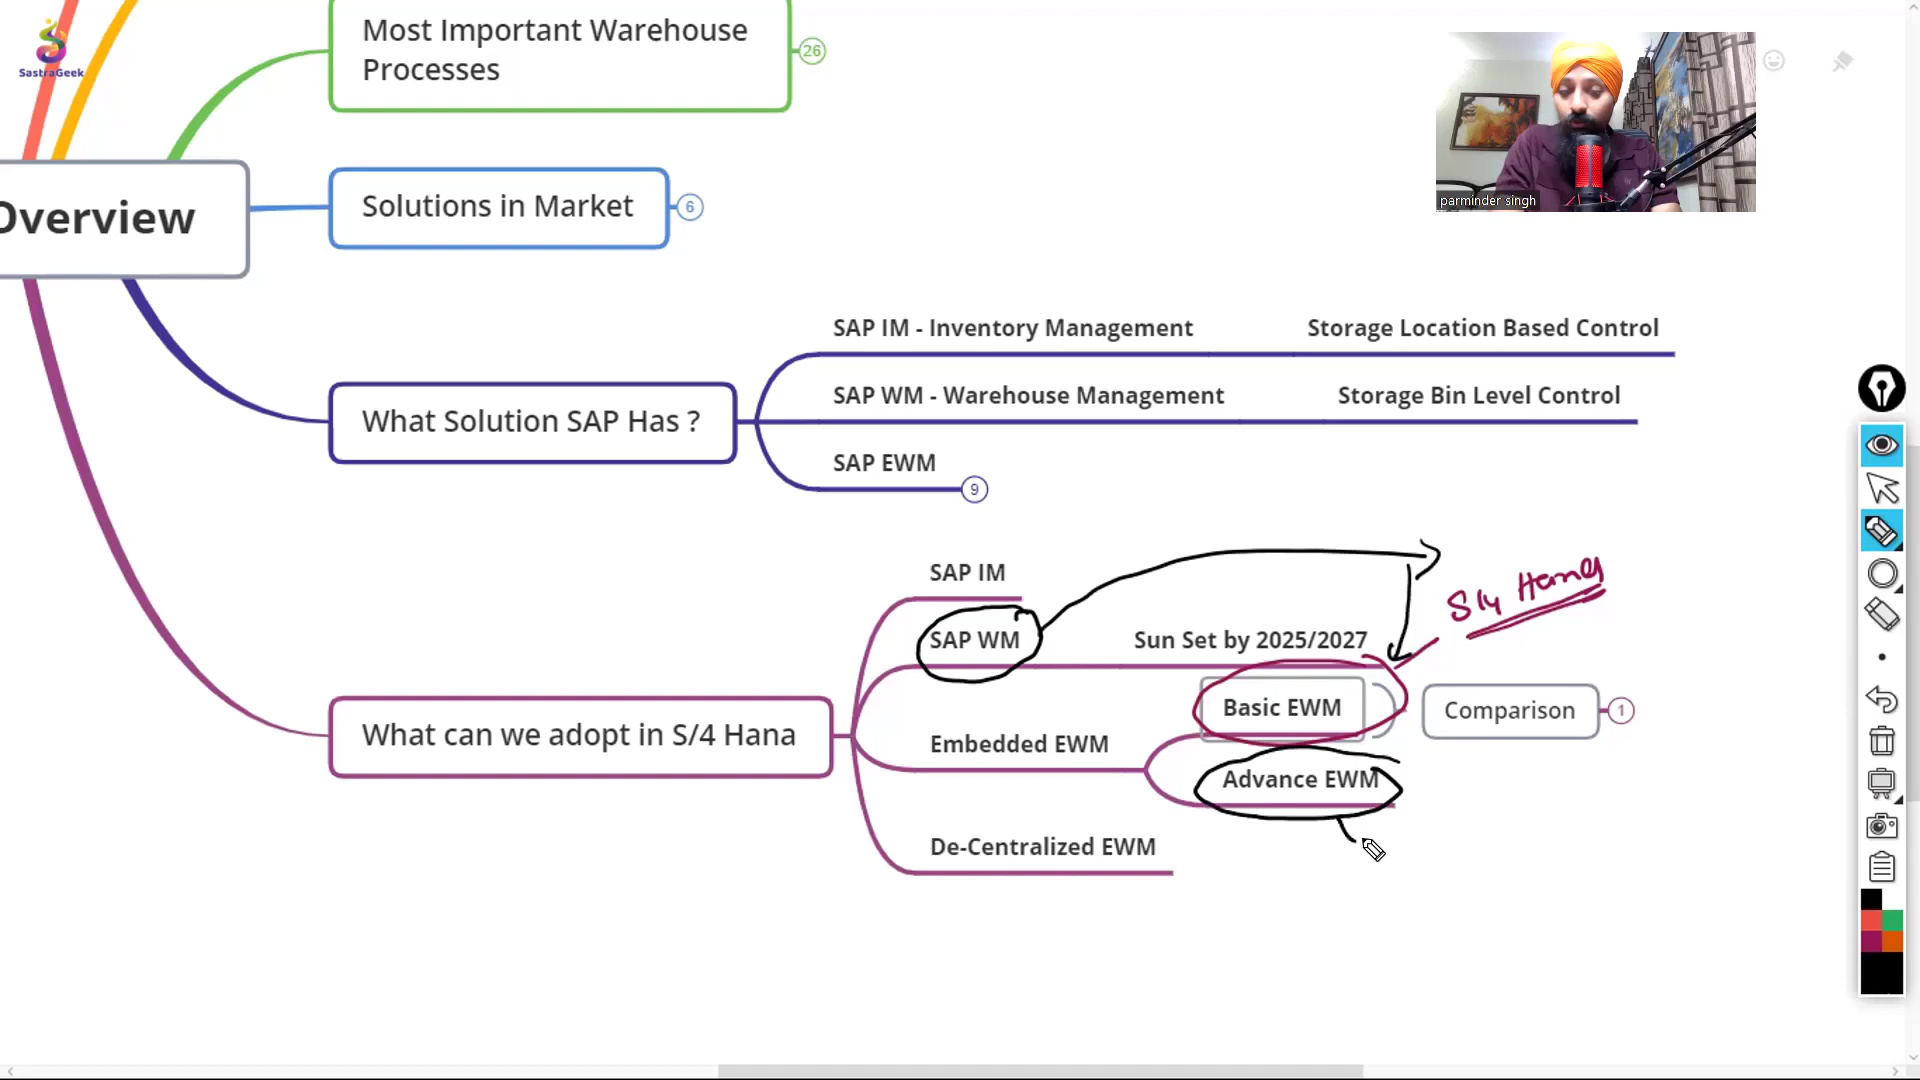 Most Important Warehouse
Processes
26
SastraGeek
parminder singh
Overview
Solutions in Market
6
SAP IM - Inventory Management
Storage Location Based Control
What Solution SAP Has ?
SAP WM - Warehouse Management
Storage Bin Level Control
SAP EWM
9
SAP IM
S/4 Hana
SAP WM
Sun Set by 2025/2027
What can we adopt in S/4 Hana
Basic EWM
Comparison
1
Embedded EWM
Advance EWM
De-Centralized EWM